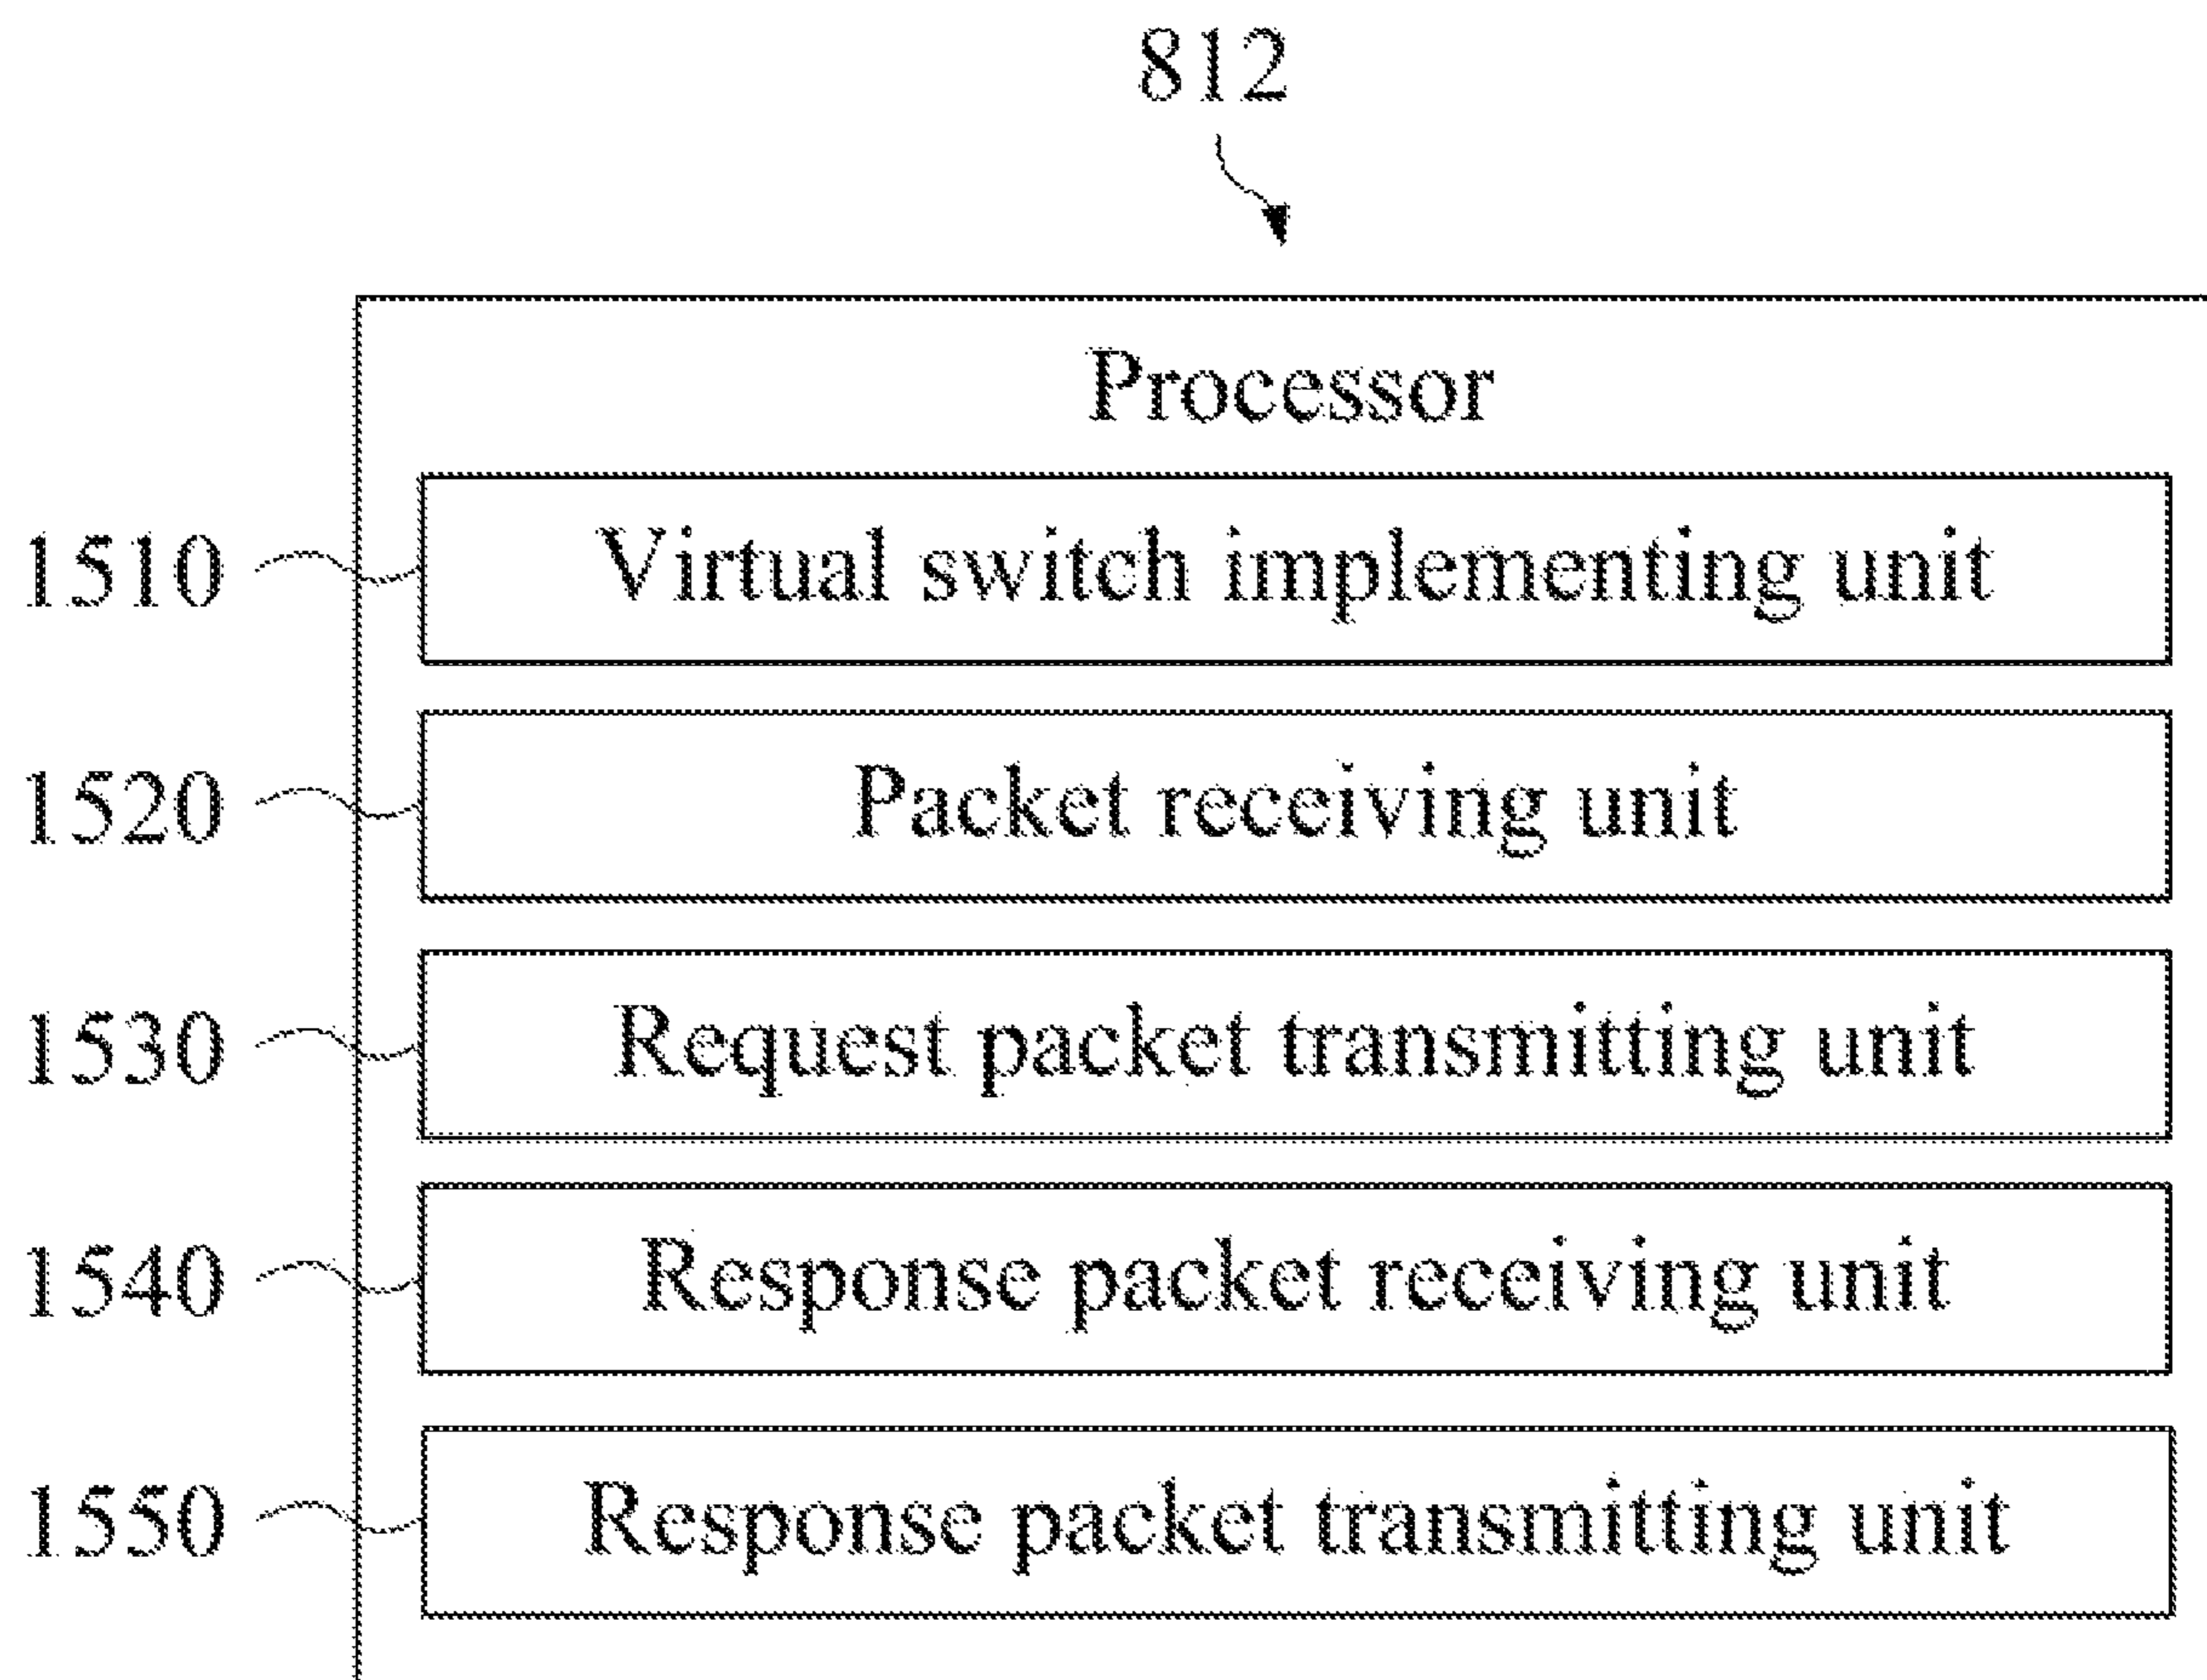 812
Processor
1510 Virtual switch implementing unit
1520 Packet receiving unit
1530 Request packet transmitting unit
1540 Response packet receiving unit
1550 Response packet transmitting unit